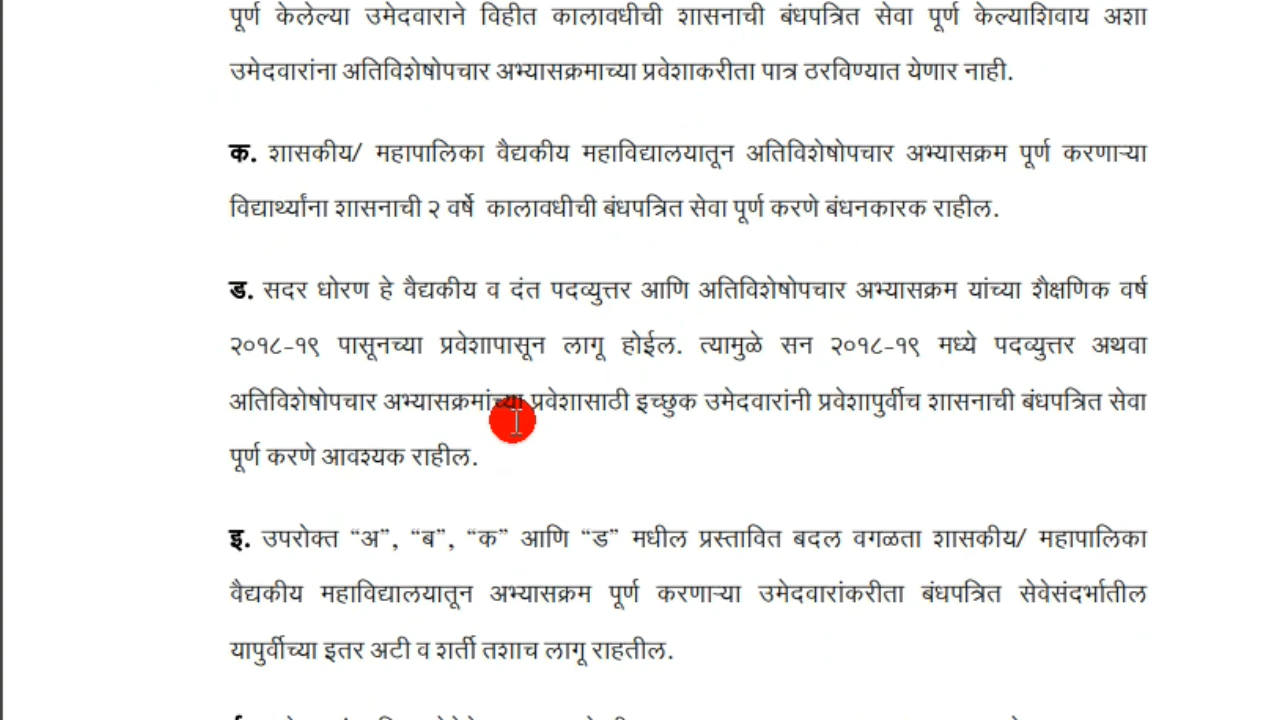 पूर्ण केलेल्या उमेदवाराने विहीत कालावधीची शासनाची बंधपत्रित सेवा पूर्ण केल्याशिवाय अशा
उमेदवारांना अतिविशेषोपचार अभ्यासक्रमाच्या प्रवेशाकरीता पात्र ठरविण्यात येणार नाही.
क. शासकीय/ महापालिका वैद्यकीय महाविद्यालयातून अतिविशेषोपचार अभ्यासक्रम पूर्ण करणाऱ्या
विद्यार्थ्यांना शासनाची २ वर्षे कालावधीची बंधपत्रित सेवा पूर्ण करणे बंधनकारक राहील.
ड. सदर धोरण हे वैद्यकीय व दंत पदव्युत्तर आणि अतिविशेषोपचार अभ्यासक्रम यांच्या शैक्षणिक वर्ष
२०१८-१९ पासूनच्या प्रवेशापासून लागू होईल. त्यामुळे सन २०१८-१९ मध्ये पदव्युत्तर अथवा
अतिविशेषोपचार अभ्यासक्रमांच्या प्रवेशासाठी इच्छुक उमेदवारांनी प्रवेशापुर्वीच शासनाची बंधपत्रित सेवा
पूर्ण करणे आवश्यक राहील.
इ. उपरोक्त “अ”, “ब”, “क” आणि “ड” मधील प्रस्तावित बदल वगळता शासकीय/ महापालिका
वैद्यकीय महाविद्यालयातून अभ्यासक्रम पूर्ण करणाऱ्या उमेदवारांकरीता बंधपत्रित सेवेसंदर्भातील
यापुर्वीच्या इतर अटी व शर्ती तशाच लागू राहतील.